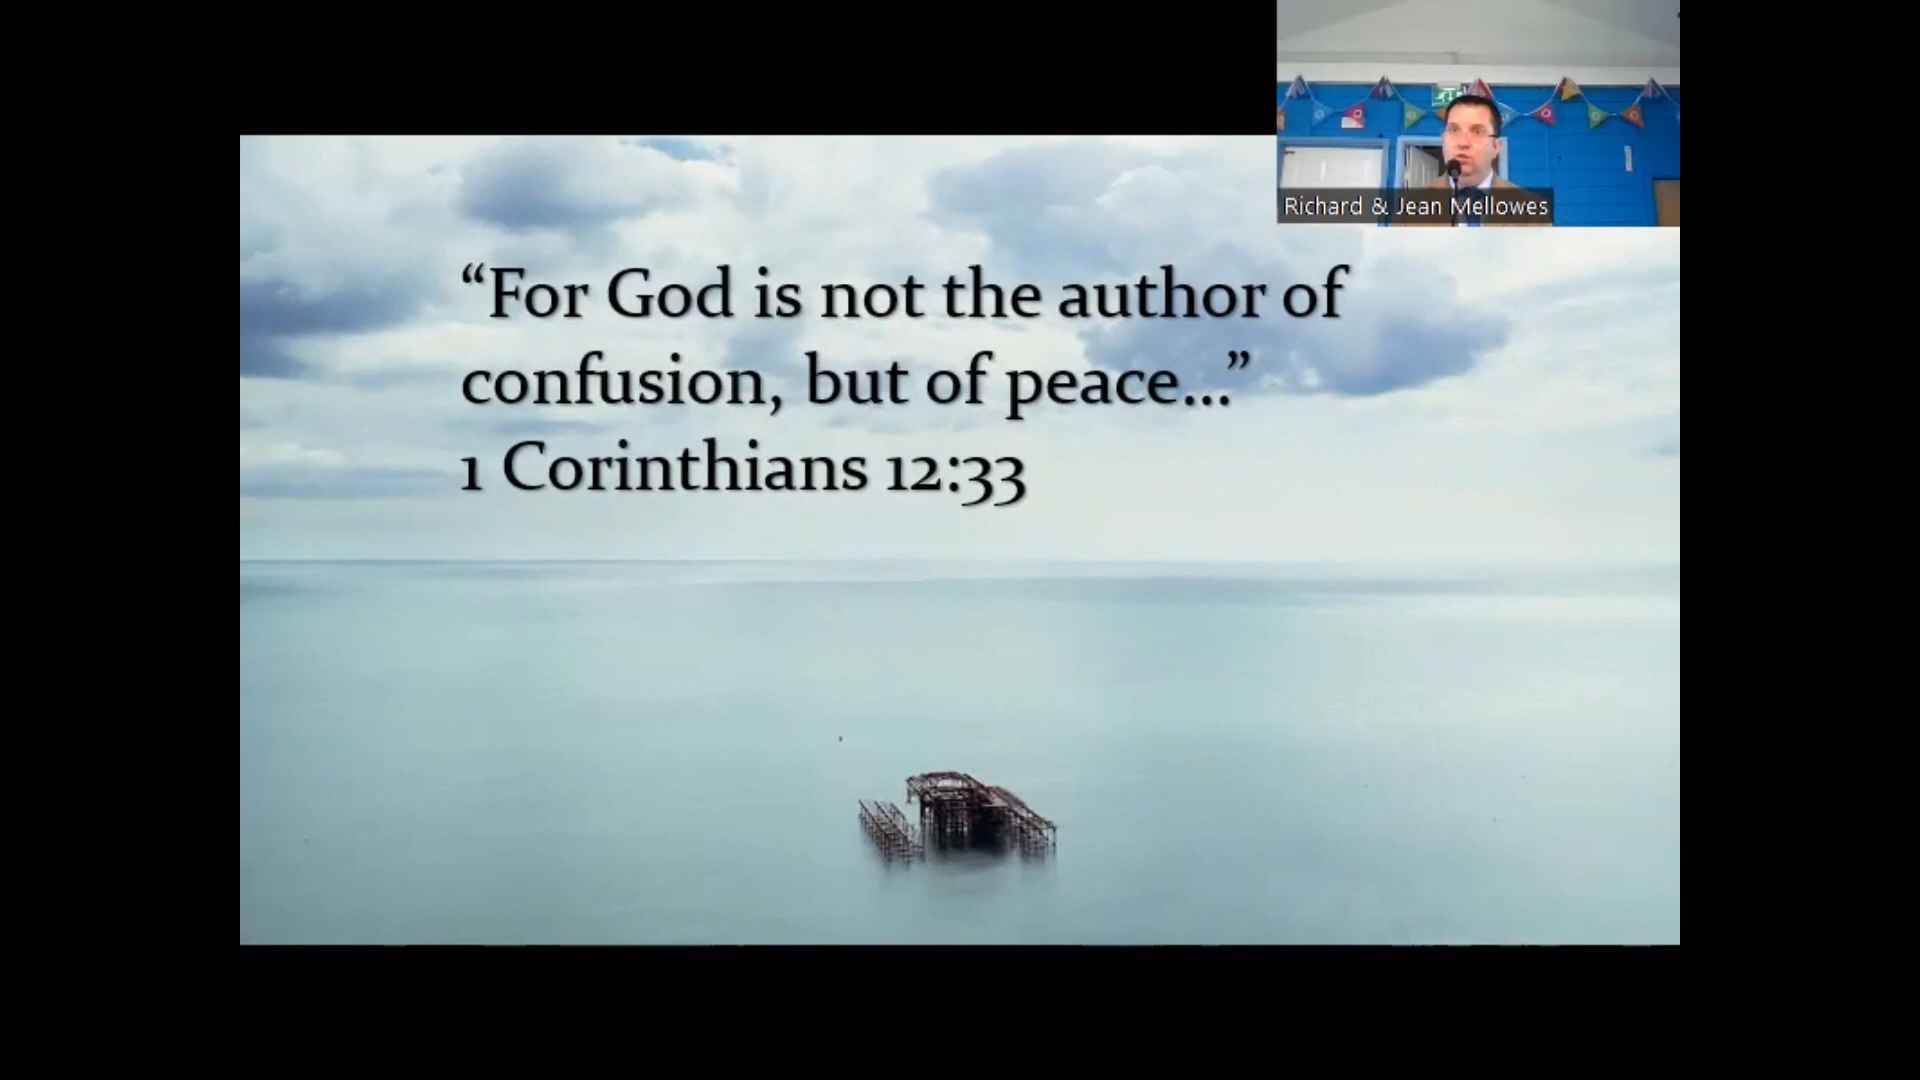 Richard & Jean Mellowes
“For God is not the author of
confusion, but of peace...”
1 Corinthians 12:33